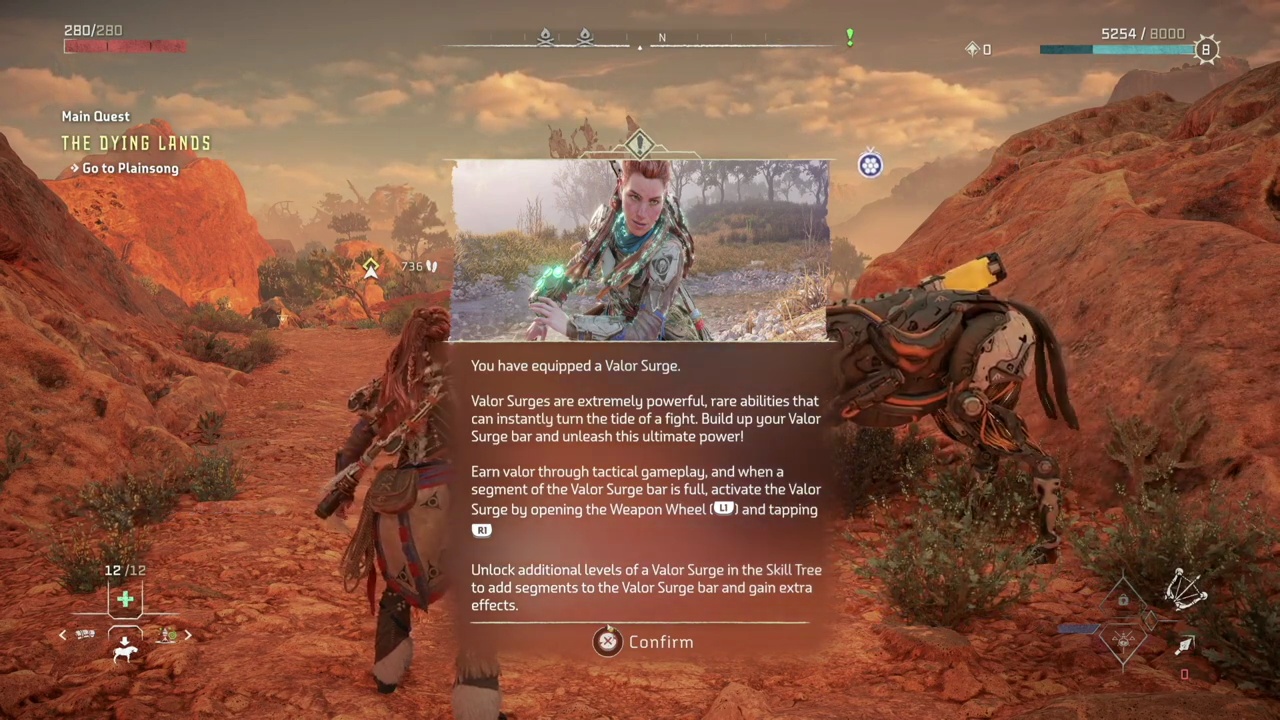 280/280
N
0
5254 / 8000
8
Main Quest
THE DYING LANDS
Go to Plainsong
736
You have equipped a Valor Surge.
Valor Surges are extremely powerful, rare abilities that
can instantly turn the tide of a fight. Build up your Valor
Surge bar and unleash this ultimate power!
Earn valor through tactical gameplay, and when a
segment of the Valor Surge bar is full, activate the Valor
Surge by opening the Weapon Wheel (L1) and tapping
R1
Unlock additional levels of a Valor Surge in the Skill Tree
to add segments to the Valor Surge bar and gain extra
effects.
Confirm
12/12
0